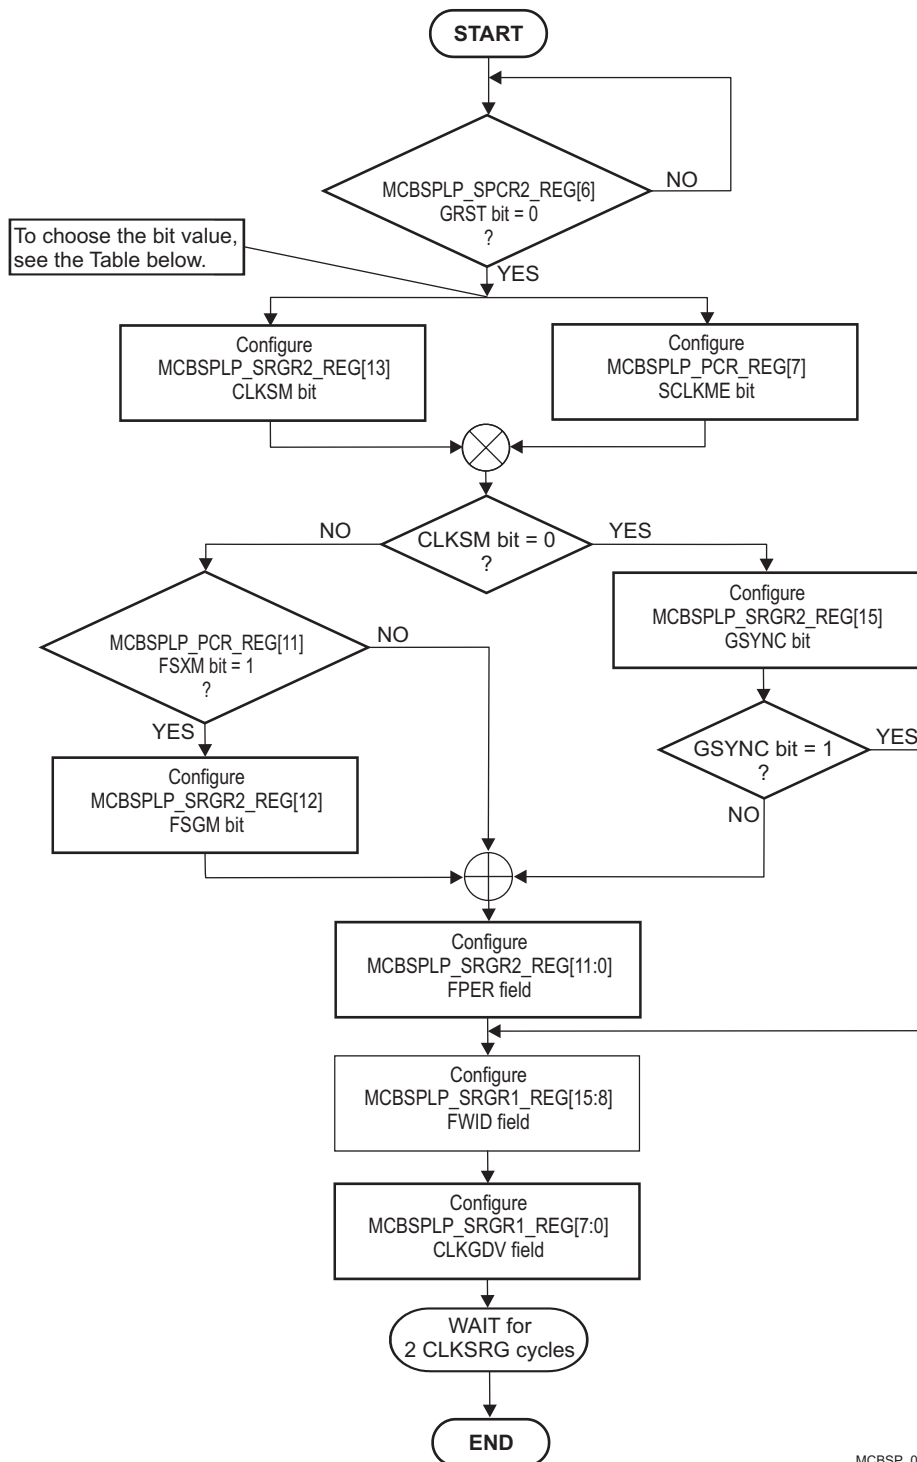 START
MCBSPLP_SPCR2_REG[6]
GRST bit = 0
?
NO
To choose the bit value,
see the Table below.
YES
Configure
MCBSPLP_SRGR2_REG[13]
CLKSM bit
Configure
MCBSPLP_PCR_REG[7]
SCLKME bit
CLKSM bit = 0
?
NO
YES
MCBSPLP_PCR_REG[11]
FSXM bit = 1
?
NO
YES
Configure
MCBSPLP_SRGR2_REG[15]
GSYNC bit
GSYNC bit = 1
?
YES
NO
Configure
MCBSPLP_SRGR2_REG[12]
FSGM bit
Configure
MCBSPLP_SRGR2_REG[11:0]
FPER field
Configure
MCBSPLP_SRGR1_REG[15:8]
FWID field
Configure
MCBSPLP_SRGR1_REG[7:0]
CLKGDV field
WAIT for
2 CLKSRG cycles
END